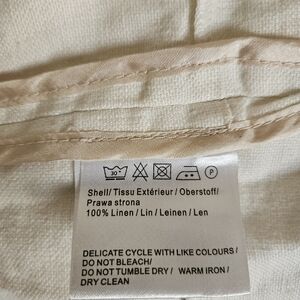 30°
P
Shell/ Tissu Extérieur / Oberstoff/
Prawa strona
100% Linen / Lin / Leinen / Len
DELICATE CYCLE WITH LIKE COLOURS /
DO NOT BLEACH/
DO NOT TUMBLE DRY / WARM IRON /
DRY CLEAN